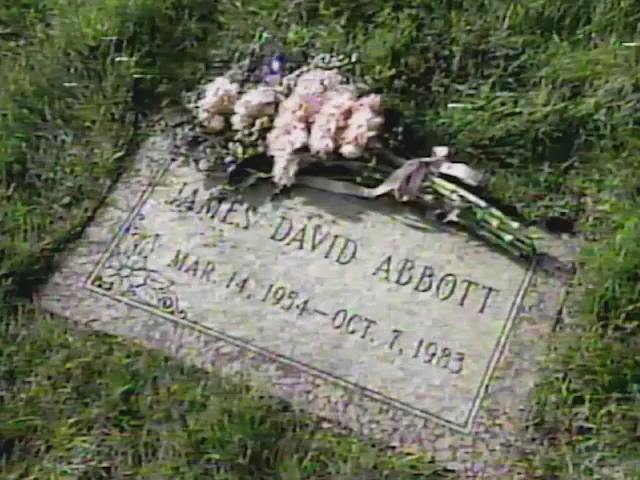 JAMES DAVID ABBOTT
MAR. 14, 1954—OCT. 7, 1983